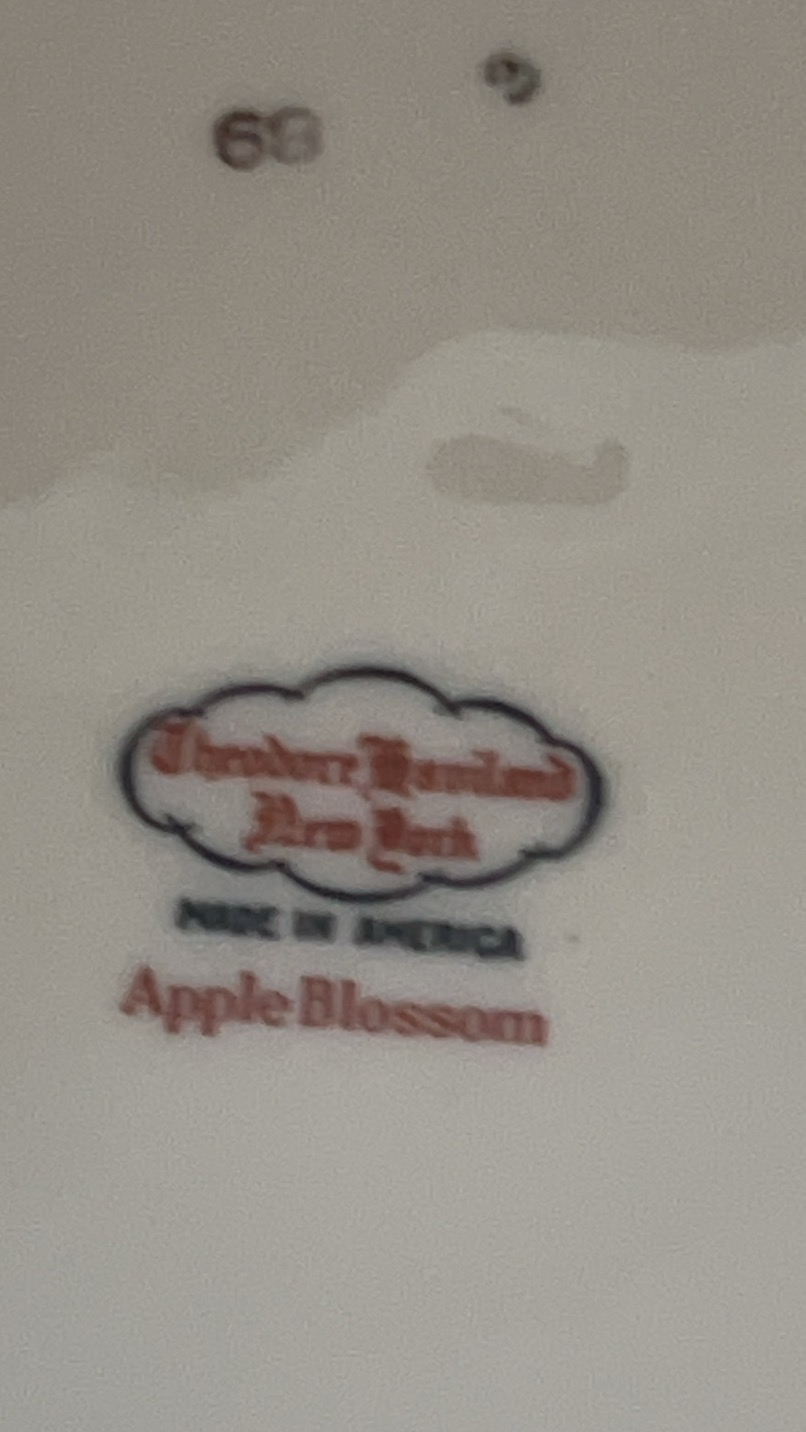 68
Theodore Haviland
New York
MADE IN AMERICA
Apple Blossom